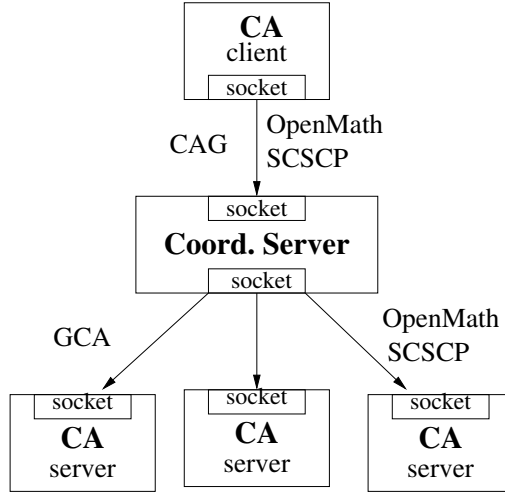 CA
client
socket
CAG
OpenMath
SCSCP
socket
Coord. Server
socket
GCA
OpenMath
SCSCP
socket
CA
server
socket
CA
server
socket
CA
server